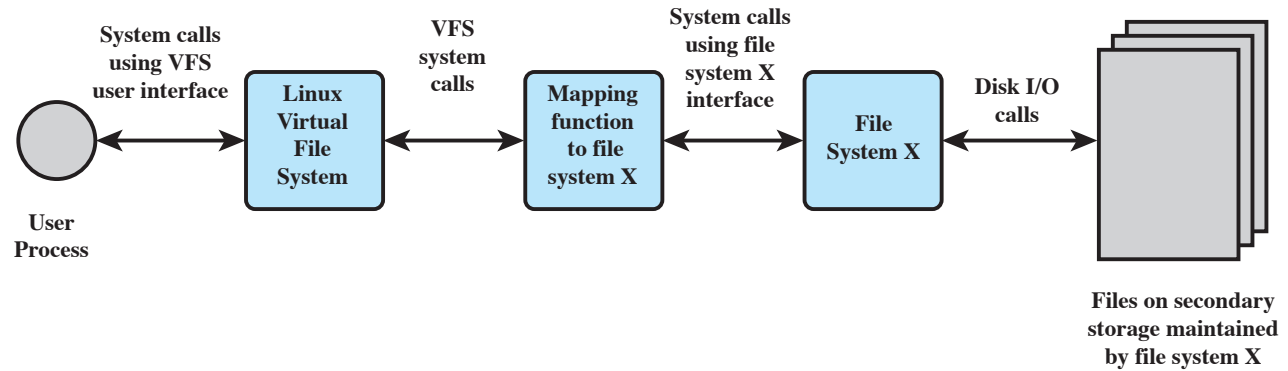 System calls
using VFS
user interface
VFS
system
calls
System calls
using file
system X
interface
Disk I/O
calls
Linux
Virtual
File
System
Mapping
function
to file
system X
File
System X
User
Process
Files on secondary
storage maintained
by file system X